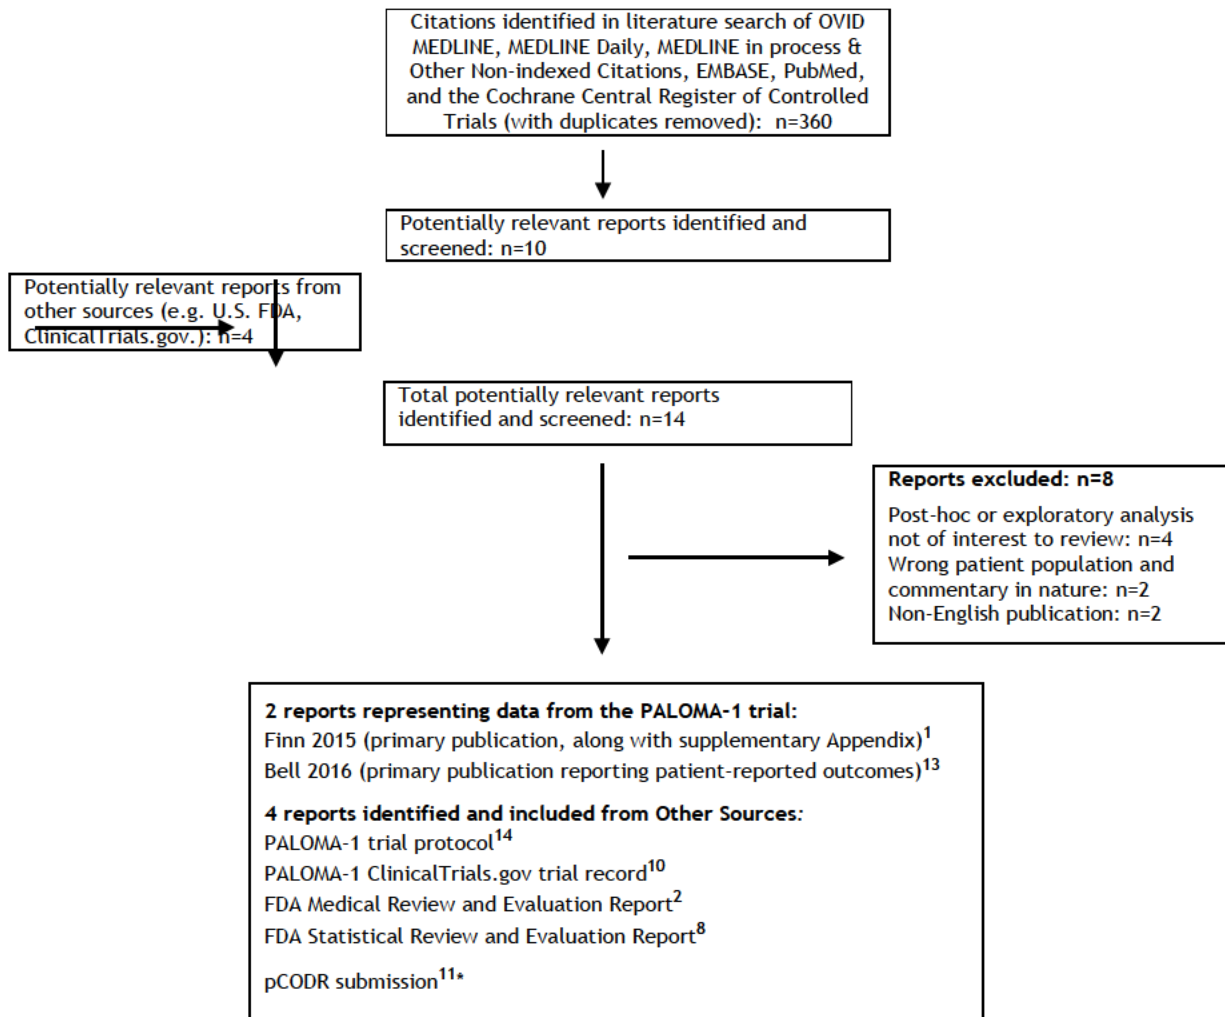 Citations identified in literature search of OVID
MEDLINE, MEDLINE Daily, MEDLINE in process &
Other Non-indexed Citations, EMBASE, PubMed,
and the Cochrane Central Register of Controlled
Trials (with duplicates removed): n=360
Potentially relevant reports identified and
screened: n=10
Potentially relevant reports from
other sources (e.g. U.S. FDA,
ClinicalTrials.gov.): n=4
Total potentially relevant reports
identified and screened: n=14
Reports excluded: n=8
Post-hoc or exploratory analysis
not of interest to review: n=4
Wrong patient population and
commentary in nature: n=2
Non-English publication: n=2
2 reports representing data from the PALOMA-1 trial:
Finn 2015 (primary publication, along with supplementary Appendix)1
Bell 2016 (primary publication reporting patient-reported outcomes)13
4 reports identified and included from Other Sources:
PALOMA-1 trial protocol14
PALOMA-1 ClinicalTrials.gov trial record10
FDA Medical Review and Evaluation Report2
FDA Statistical Review and Evaluation Report8
pCODR submission11*